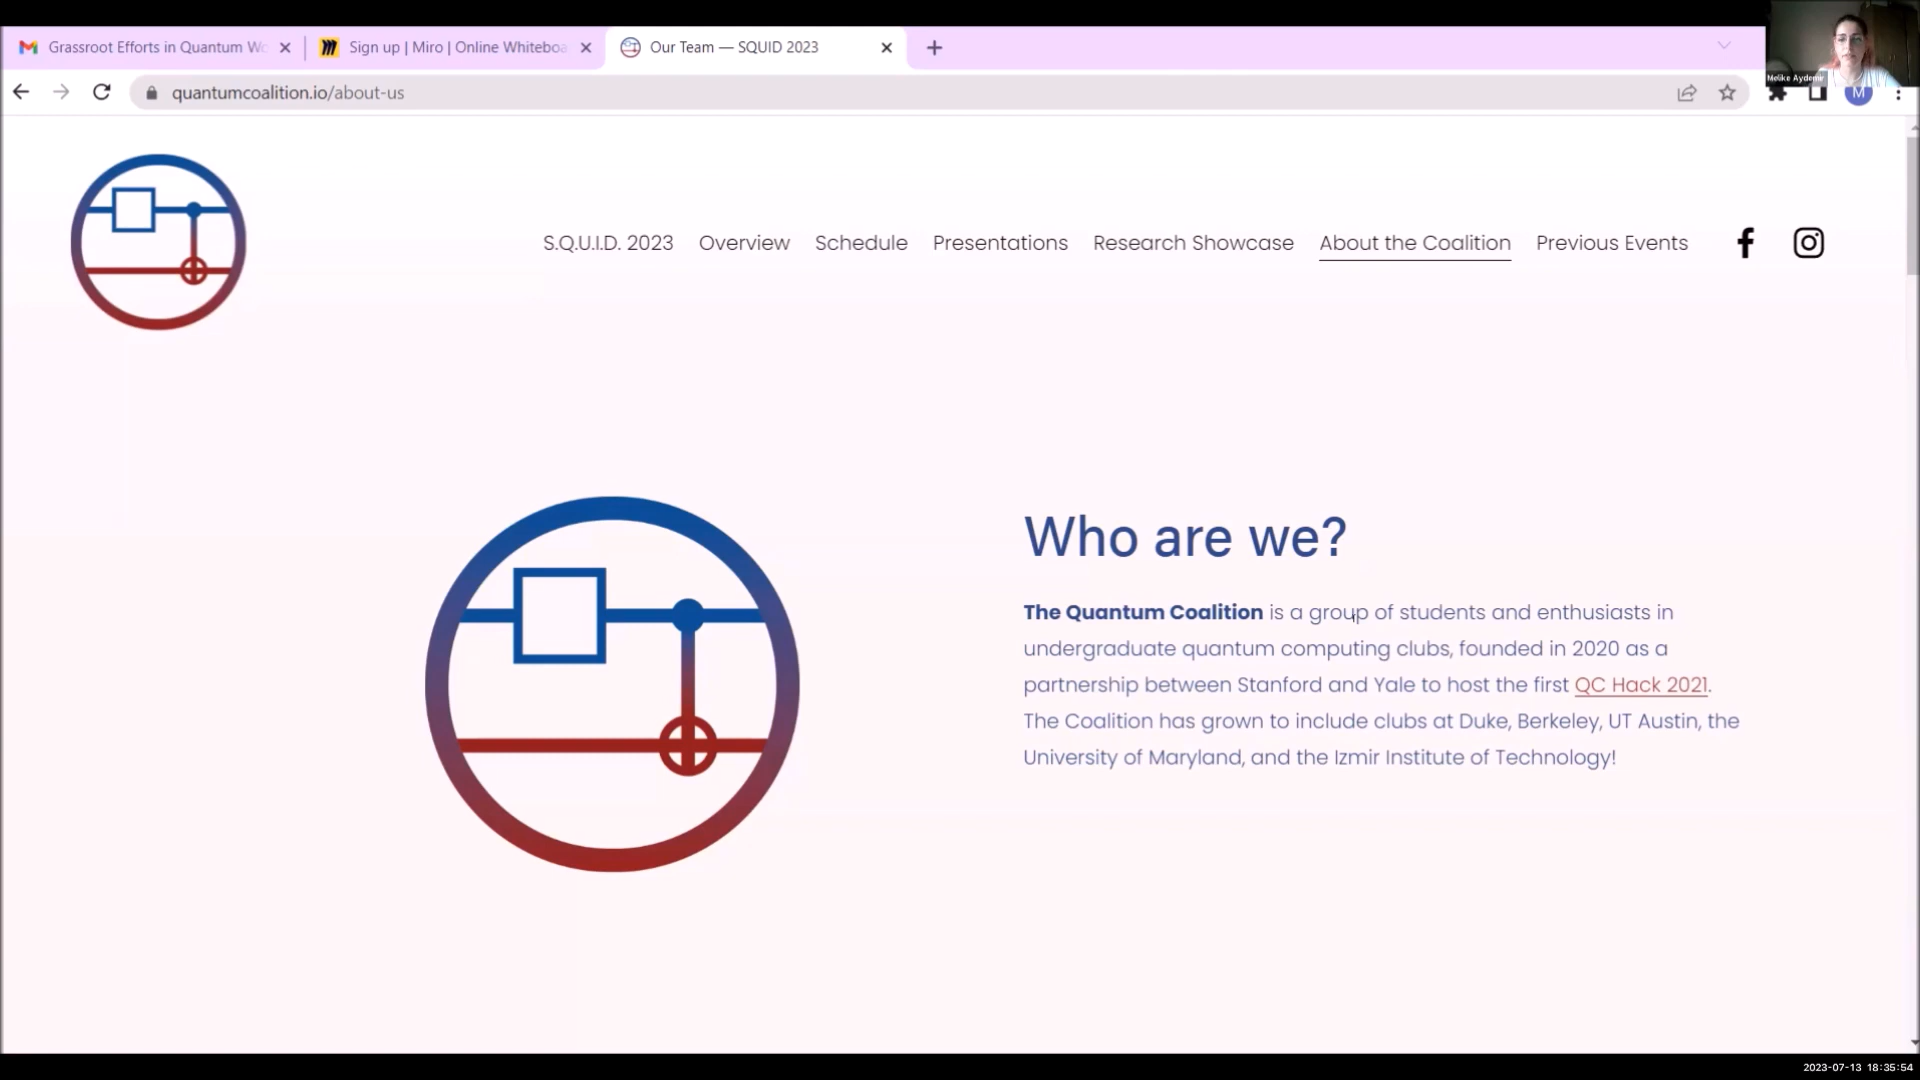 Grassroot Efforts in Quantum Wo
Sign up | Miro | Online Whiteboa
Our Team — SQUID 2023
Melike Aydemir
quantumcoalition.io/about-us
M
S.Q.U.I.D. 2023 Overview Schedule Presentations Research Showcase About the Coalition Previous Events
Who are we?
The Quantum Coalition is a group of students and enthusiasts in
undergraduate quantum computing clubs, founded in 2020 as a
partnership between Stanford and Yale to host the first QC Hack 2021.
The Coalition has grown to include clubs at Duke, Berkeley, UT Austin, the
University of Maryland, and the Izmir Institute of Technology!
2023-07-13 18:35:54